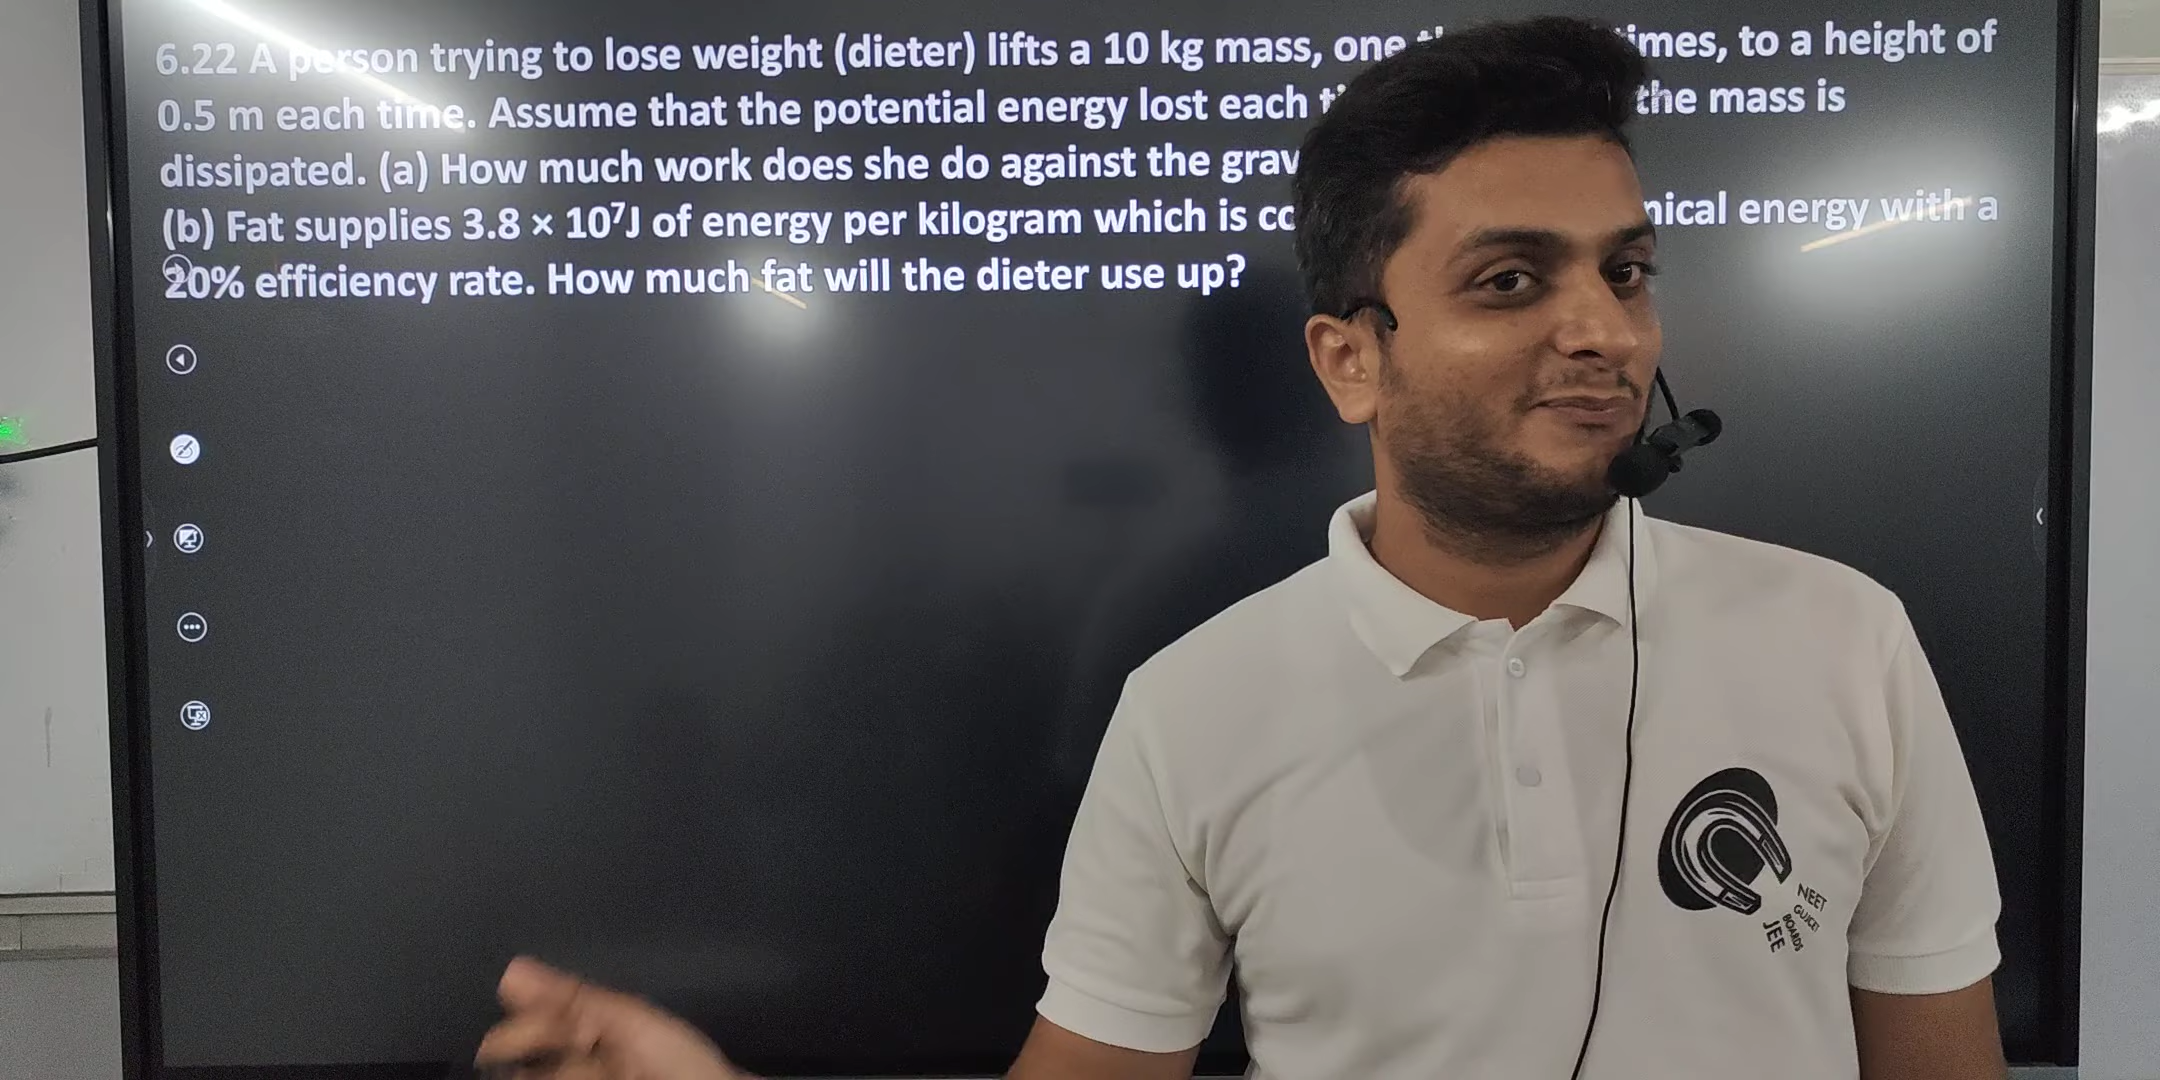 6.22 A person trying to lose weight (dieter) lifts a 10 kg mass, one times, to a height of
0.5 m each time. Assume that the potential energy lost each the mass is
dissipated. (a) How much work does she do against the
(b) Fat supplies 3.8 × 10⁷J of energy per kilogram which is energy with a
20% efficiency rate. How much fat will the dieter use up?
NEET
GUJCET
BOARDS
JEE